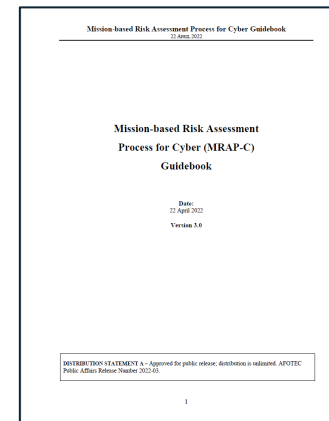 Mission-based Risk Assessment Process for Cyber Guidebook
22 April 2022
Mission-based Risk Assessment
Process for Cyber (MRAP-C)
Guidebook
Date:
22 April 2022
Version 3.0
DISTRIBUTION STATEMENT A – Approved for public release; distribution is unlimited. AFOTEC
Public Affairs Release Number 2022-03.
1